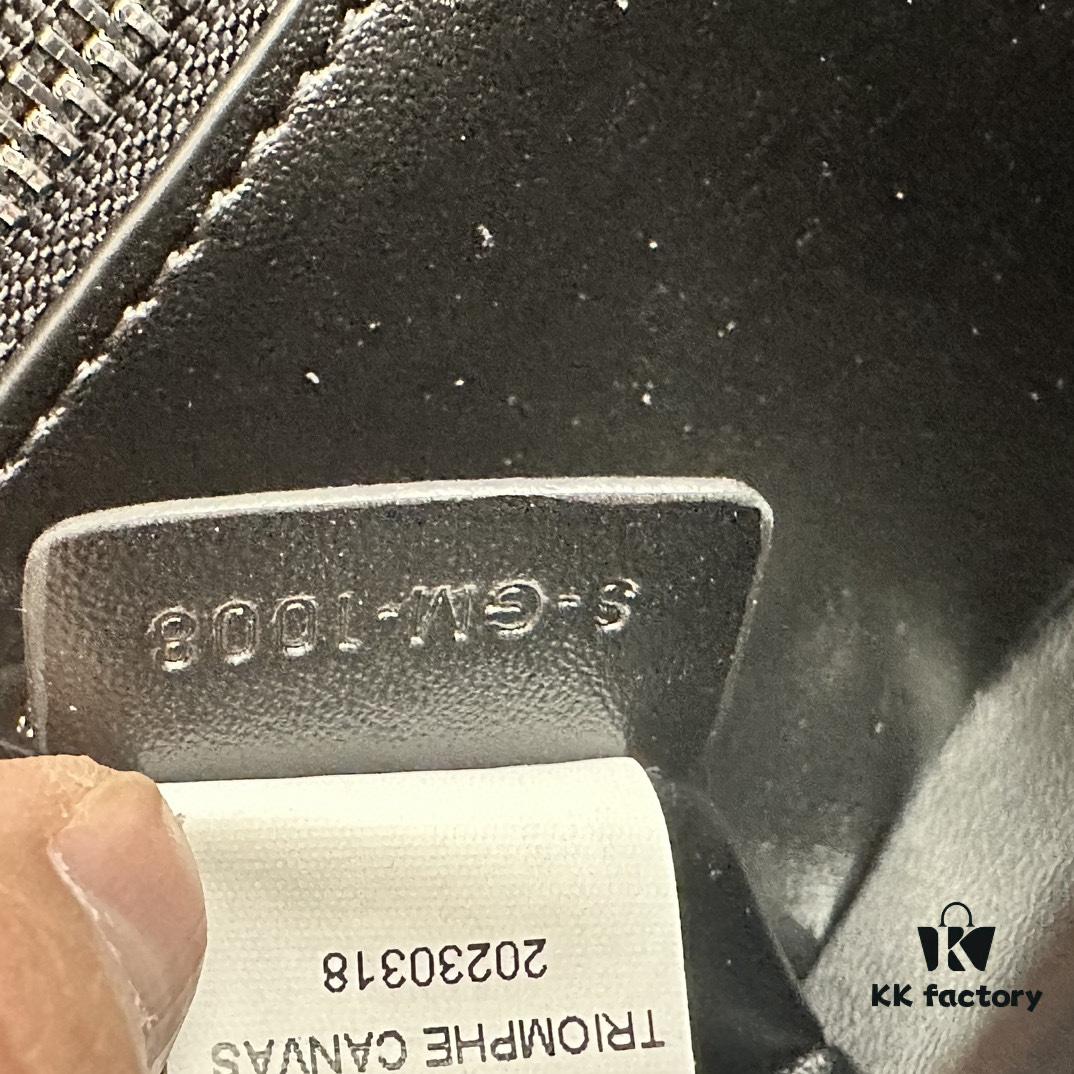 TRIOMPHE CANVAS
20230318
S-GM-1008
KK factory